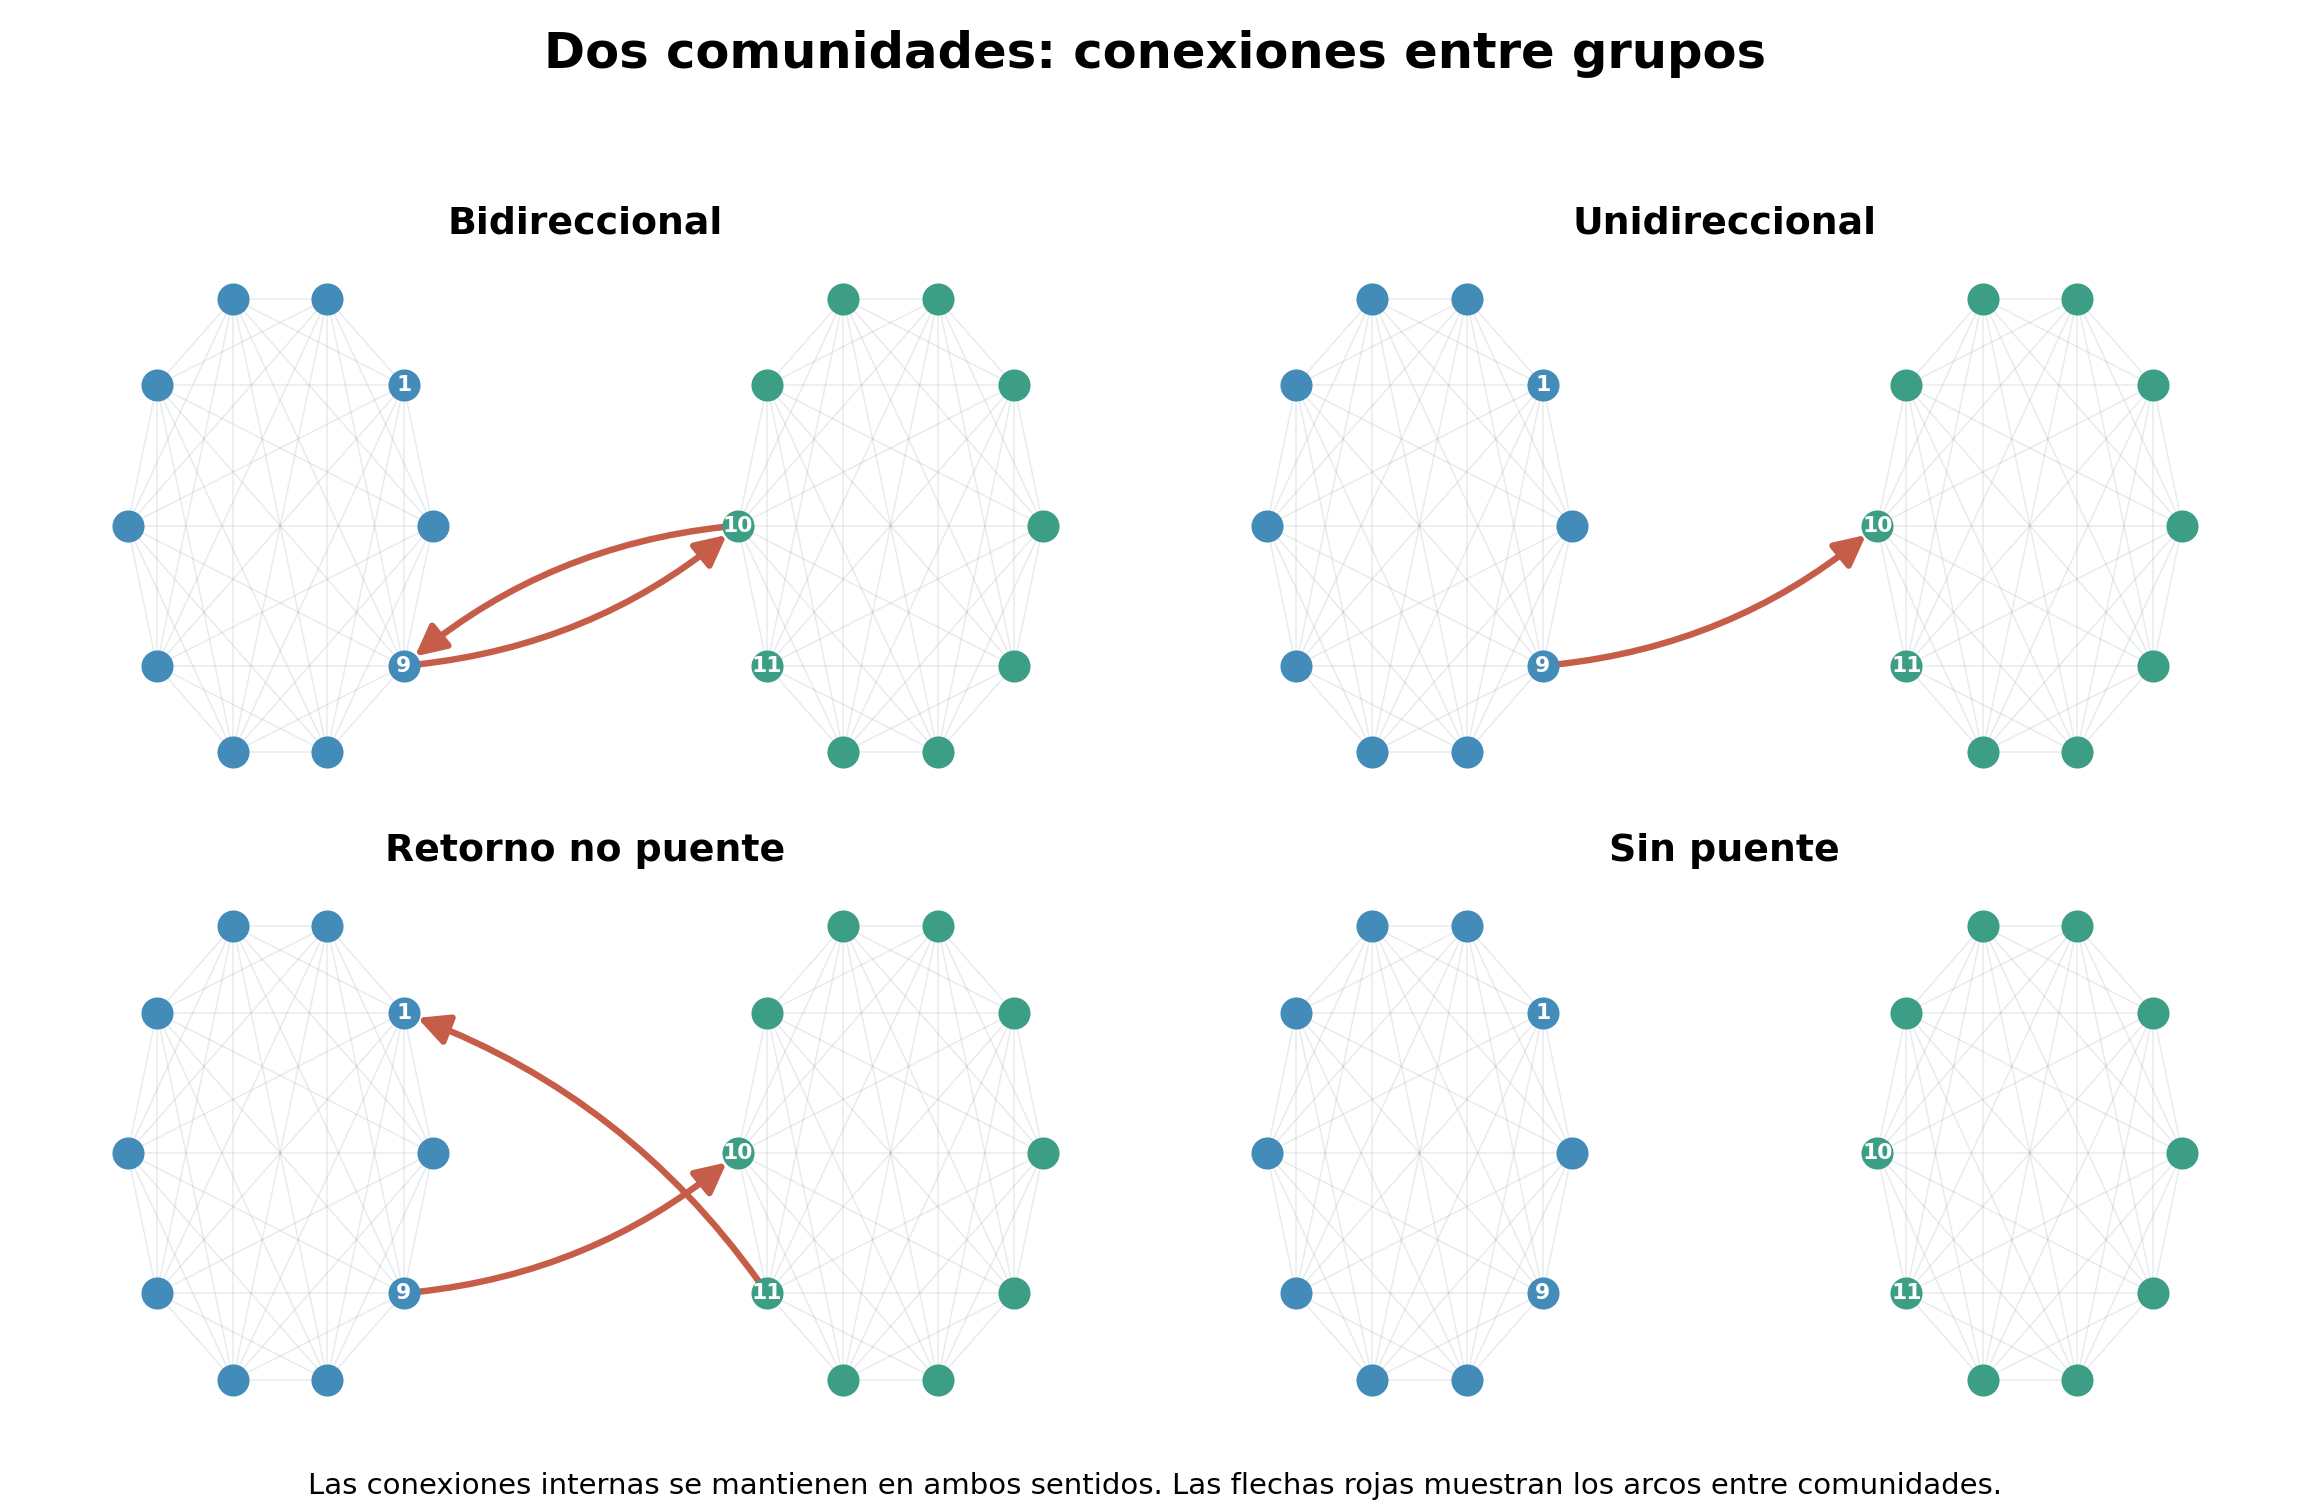 Dos comunidades: conexiones entre grupos
Bidireccional
1
10
9
11
Unidireccional
1
10
9
11
Retorno no puente
1
10
9
11
Sin puente
1
10
9
11
Las conexiones internas se mantienen en ambos sentidos. Las flechas rojas muestran los arcos entre comunidades.